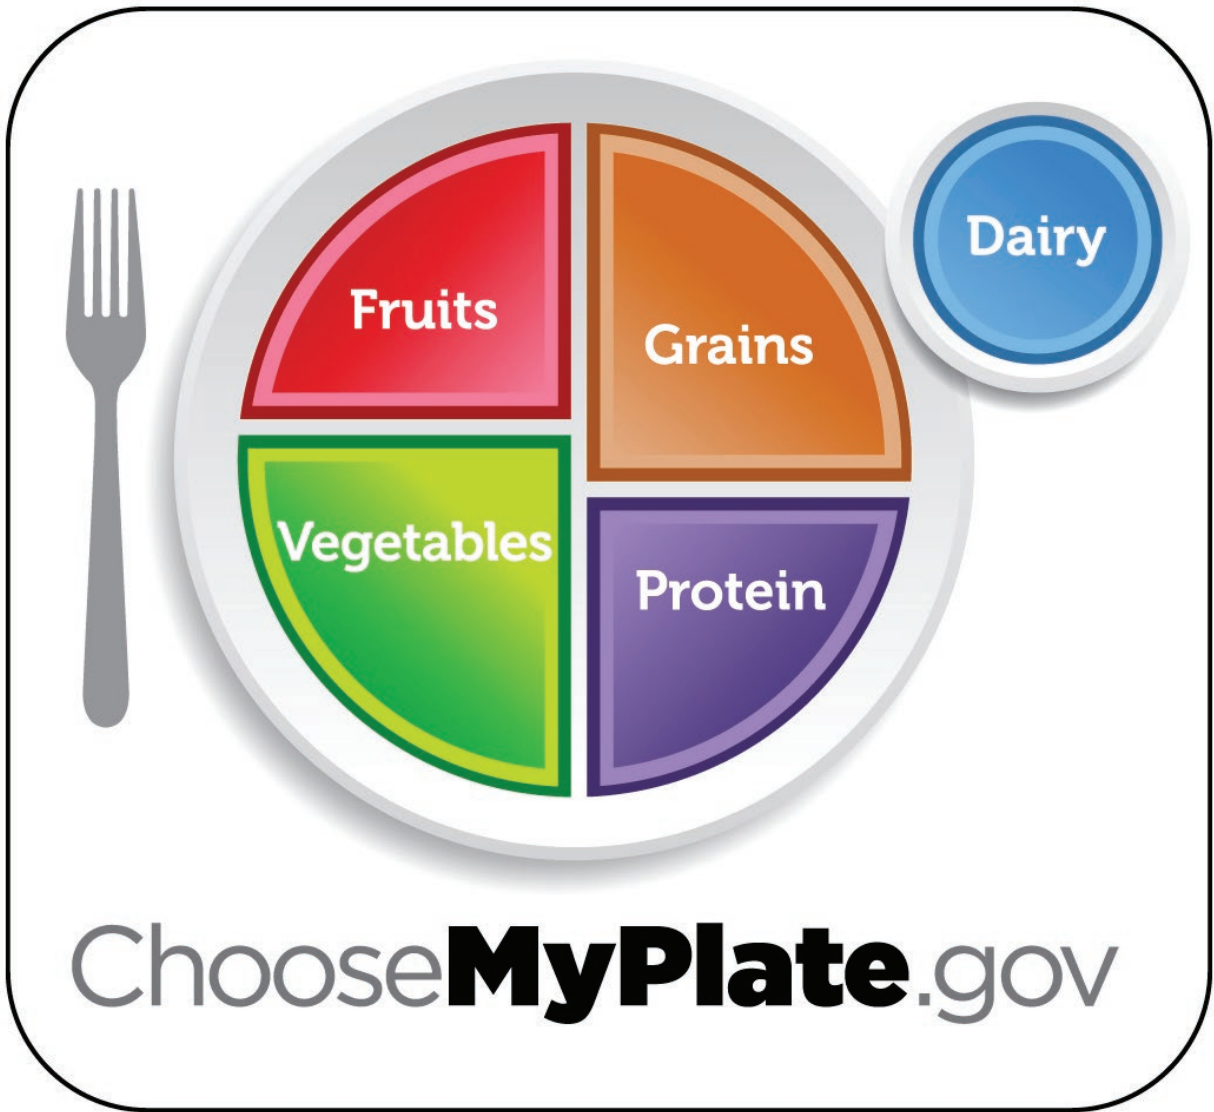 Fruits
Grains
Dairy
Vegetables
Protein
ChooseMyPlate.gov